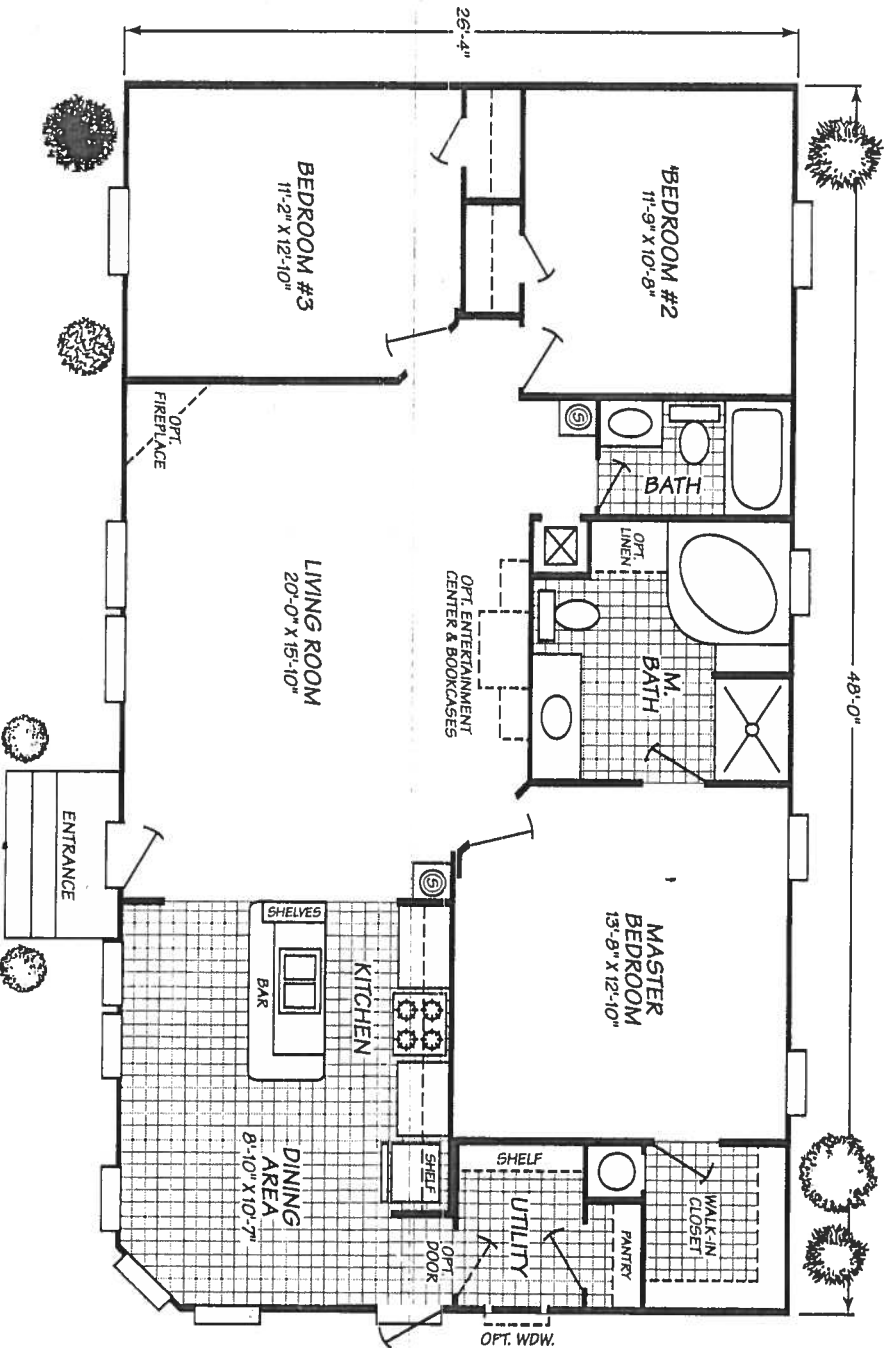 48'-0"
26'-4"
BEDROOM #2
11'-9" X 10'-8"
BATH
OPT.
LINEN
M.
BATH
MASTER
BEDROOM
13'-8" X 12'-10"
WALK-IN
CLOSET
PANTRY
SHELF
UTILITY
OPT. WDW.
OPT.
DOOR
S
OPT. ENTERTAINMENT
CENTER & BOOKCASES
BEDROOM #3
11'-2" X 12'-10"
LIVING ROOM
20'-0" X 15'-10"
OPT.
FIREPLACE
S
KITCHEN
SHELVES
BAR
SHELF
DINING
AREA
8'-10" X 10'-7"
ENTRANCE